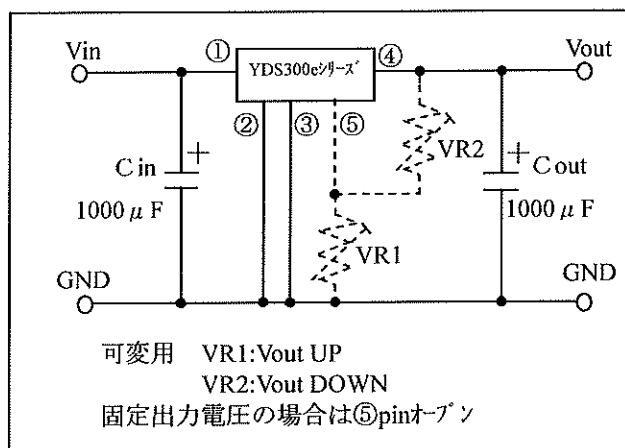 Vin
①
YDS300eシリーズ
④
Vout
②
③
⑤
VR2
Cin
+
1000μF
+
Cout
1000μF
VR1
GND
GND
可変用 VR1:Vout UP
VR2:Vout DOWN
固定出力電圧の場合は⑤pinオープン